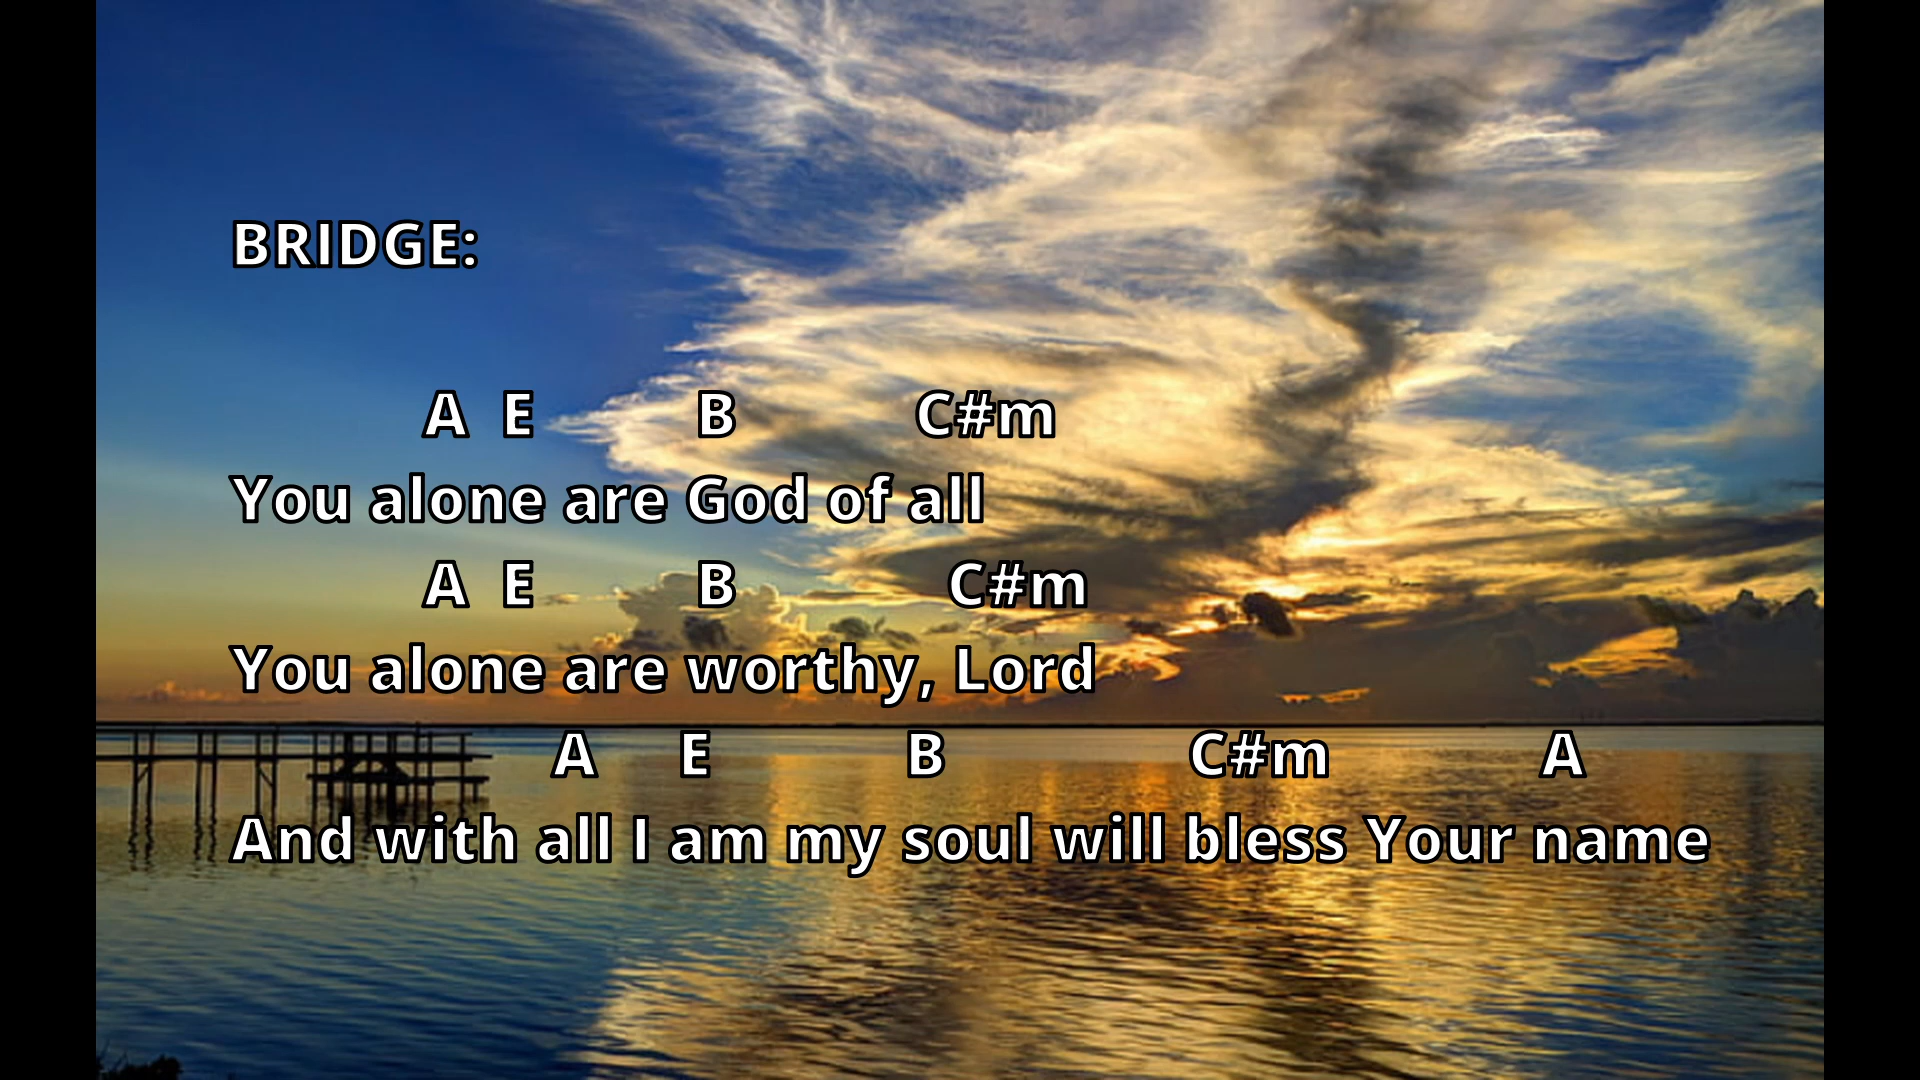 BRIDGE:
A E B C#m
You alone are God of all
A E B C#m
You alone are worthy, Lord
A E B C#m A
And with all I am my soul will bless Your name